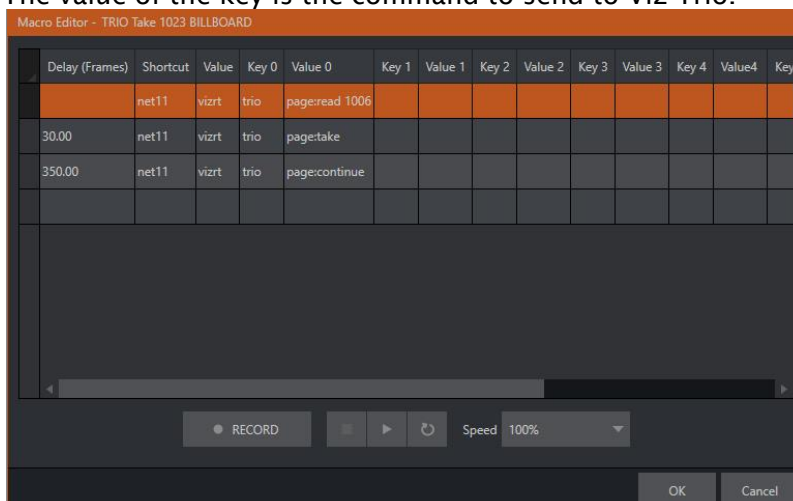 The value of the key is the command to send to Viz Trio.
Macro Editor - TRIO Take 1023 BILLBOARD
Delay (Frames) Shortcut Value Key 0 Value 0 Key 1 Value 1 Key 2 Value 2 Key 3 Value 3 Key 4 Value4 Key
net11 vizrt trio page:read 1006
30.00 net11 vizrt trio page:take
350.00 net11 vizrt trio page:continue
RECORD Speed 100%
OK Cancel